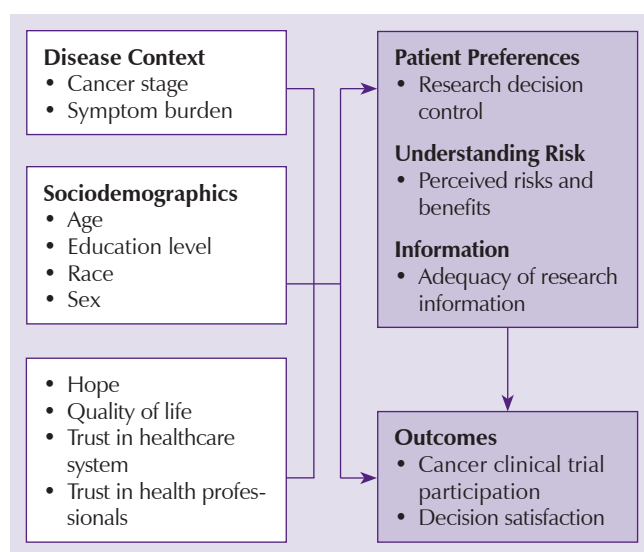 Disease Context
• Cancer stage
• Symptom burden
Sociodemographics
• Age
• Education level
• Race
• Sex
• Hope
• Quality of life
• Trust in healthcare
system
• Trust in health profes-
sionals
Patient Preferences
• Research decision
control
Understanding Risk
• Perceived risks and
benefits
Information
• Adequacy of research
information
Outcomes
• Cancer clinical trial
participation
• Decision satisfaction